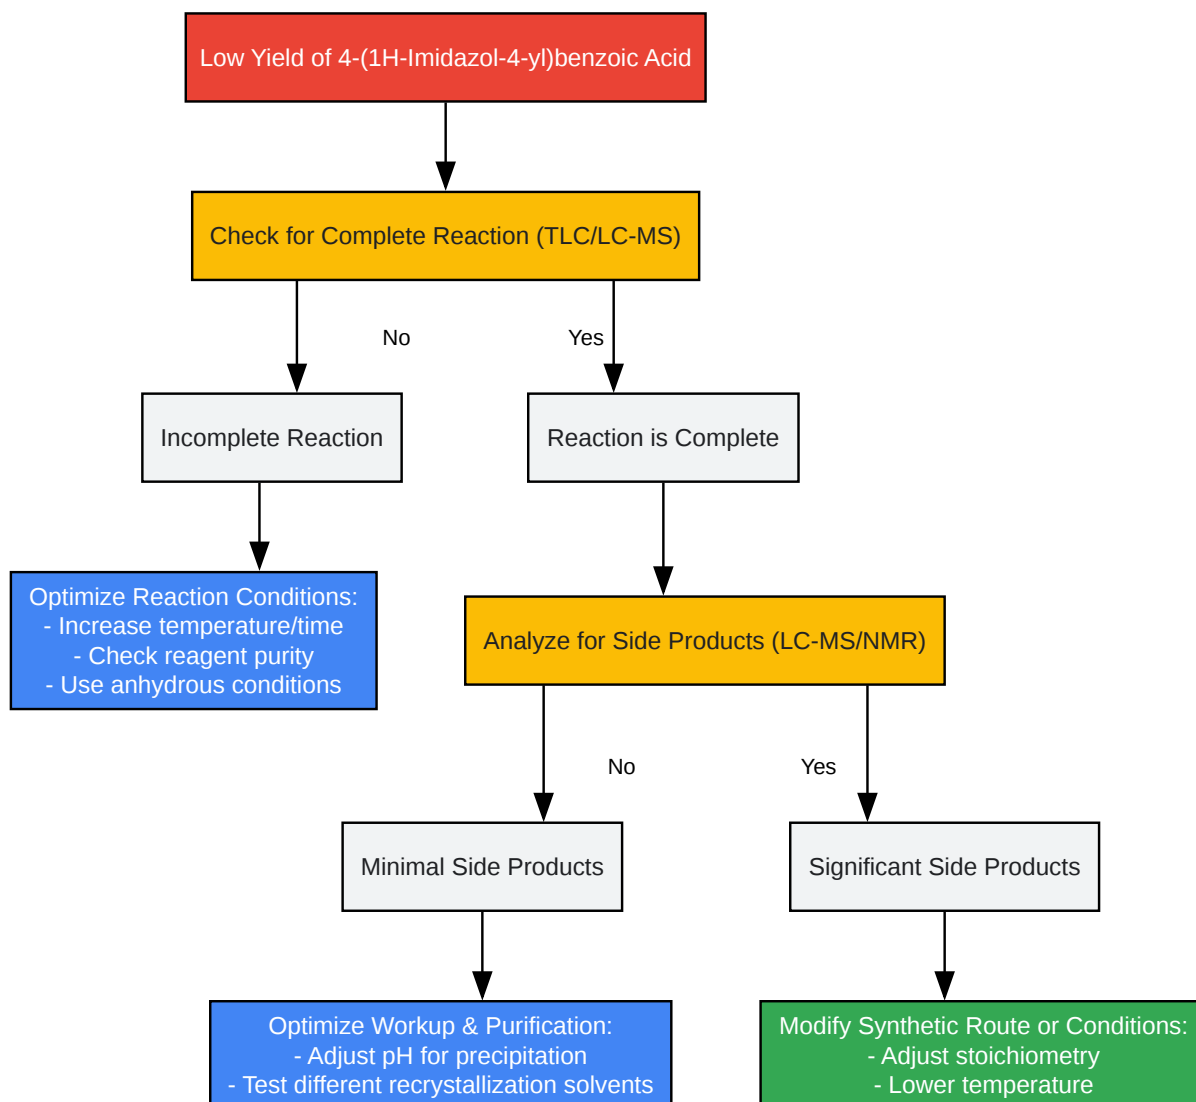 Low Yield of 4-(1H-Imidazol-4-yl)benzoic Acid
Check for Complete Reaction (TLC/LC-MS)
No
Yes
Incomplete Reaction
Reaction is Complete
Optimize Reaction Conditions:
- Increase temperature/time
- Check reagent purity
- Use anhydrous conditions
Analyze for Side Products (LC-MS/NMR)
No
Yes
Minimal Side Products
Significant Side Products
Optimize Workup & Purification:
- Adjust pH for precipitation
- Test different recrystallization solvents
Modify Synthetic Route or Conditions:
- Adjust stoichiometry
- Lower temperature